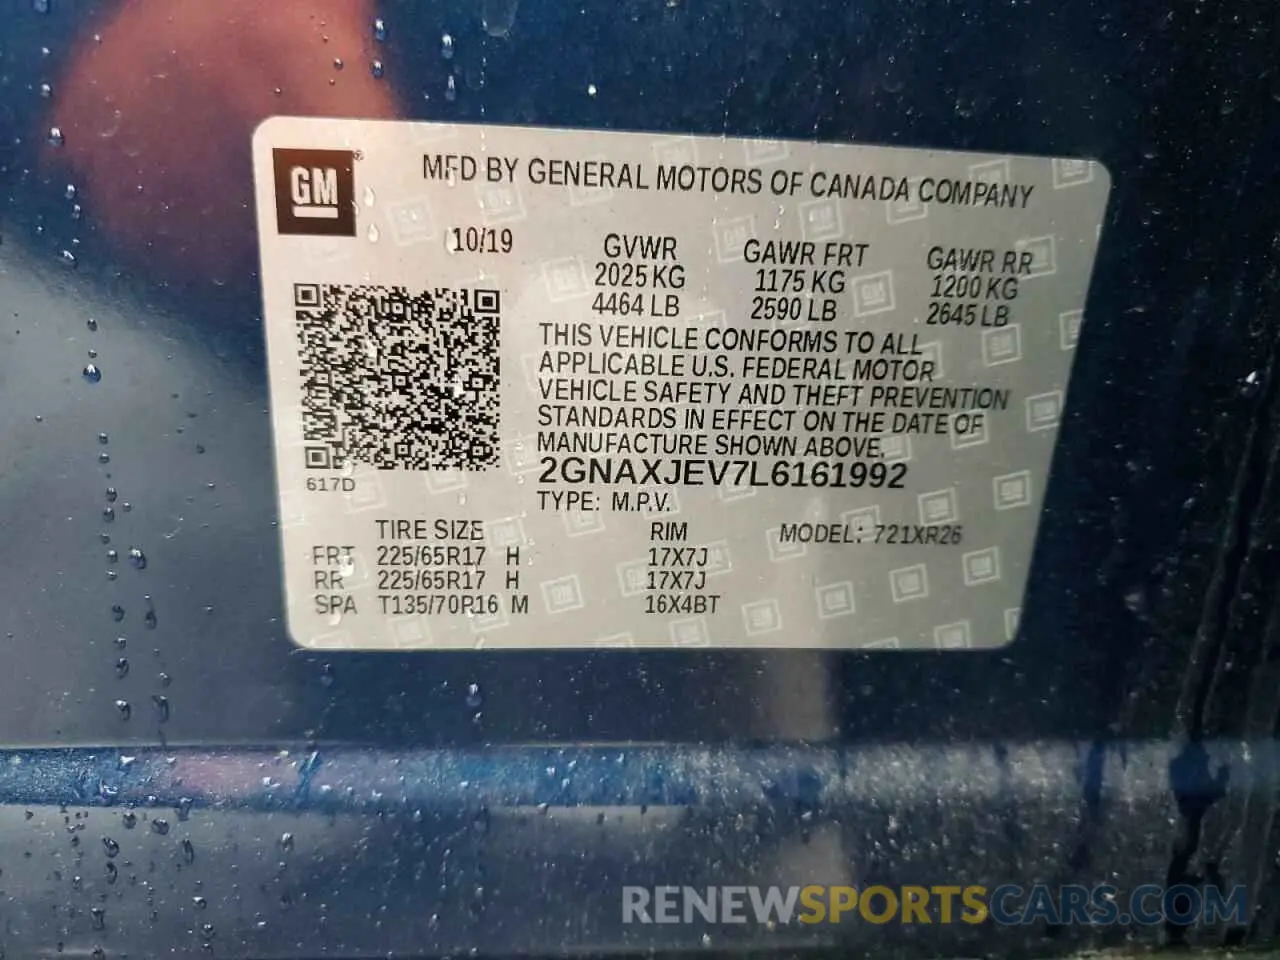 GM
MFD BY GENERAL MOTORS OF CANADA COMPANY
10/19
GVWR GAWR FRT GAWR RR
2025 KG 1175 KG 1200 KG
4464 LB 2590 LB 2645 LB
THIS VEHICLE CONFORMS TO ALL
APPLICABLE U.S. FEDERAL MOTOR
VEHICLE SAFETY AND THEFT PREVENTION
STANDARDS IN EFFECT ON THE DATE OF
MANUFACTURE SHOWN ABOVE.
2GNAXJEV7L6161992
617D
TYPE: M.P.V.
TIRE SIZE RIM MODEL: 721XR26
FRT 225/65R17 H 17X7J
RR 225/65R17 H 17X7J
SPA T135/70R16 M 16X4BT
RENEWSPORTSCARS.COM